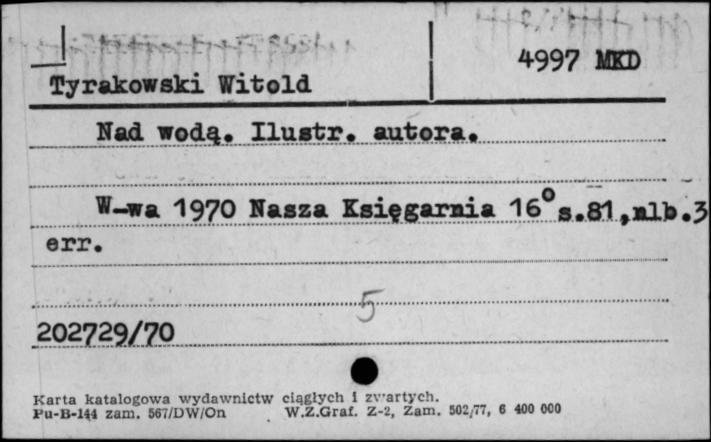 4997 MKD
Tyrakowski Witold
Nad wodą. Ilustr. autora.
W-wa 1970 Nasza Księgarnia 16° s.81,nlb.3
err.
5
202729/70
Karta katalogowa wydawnictw ciągłych i zwartych.
Pu-B-144 zam. 567/DW/On W.Z.Graf. Z-2, Zam. 502/77, 6 400 000